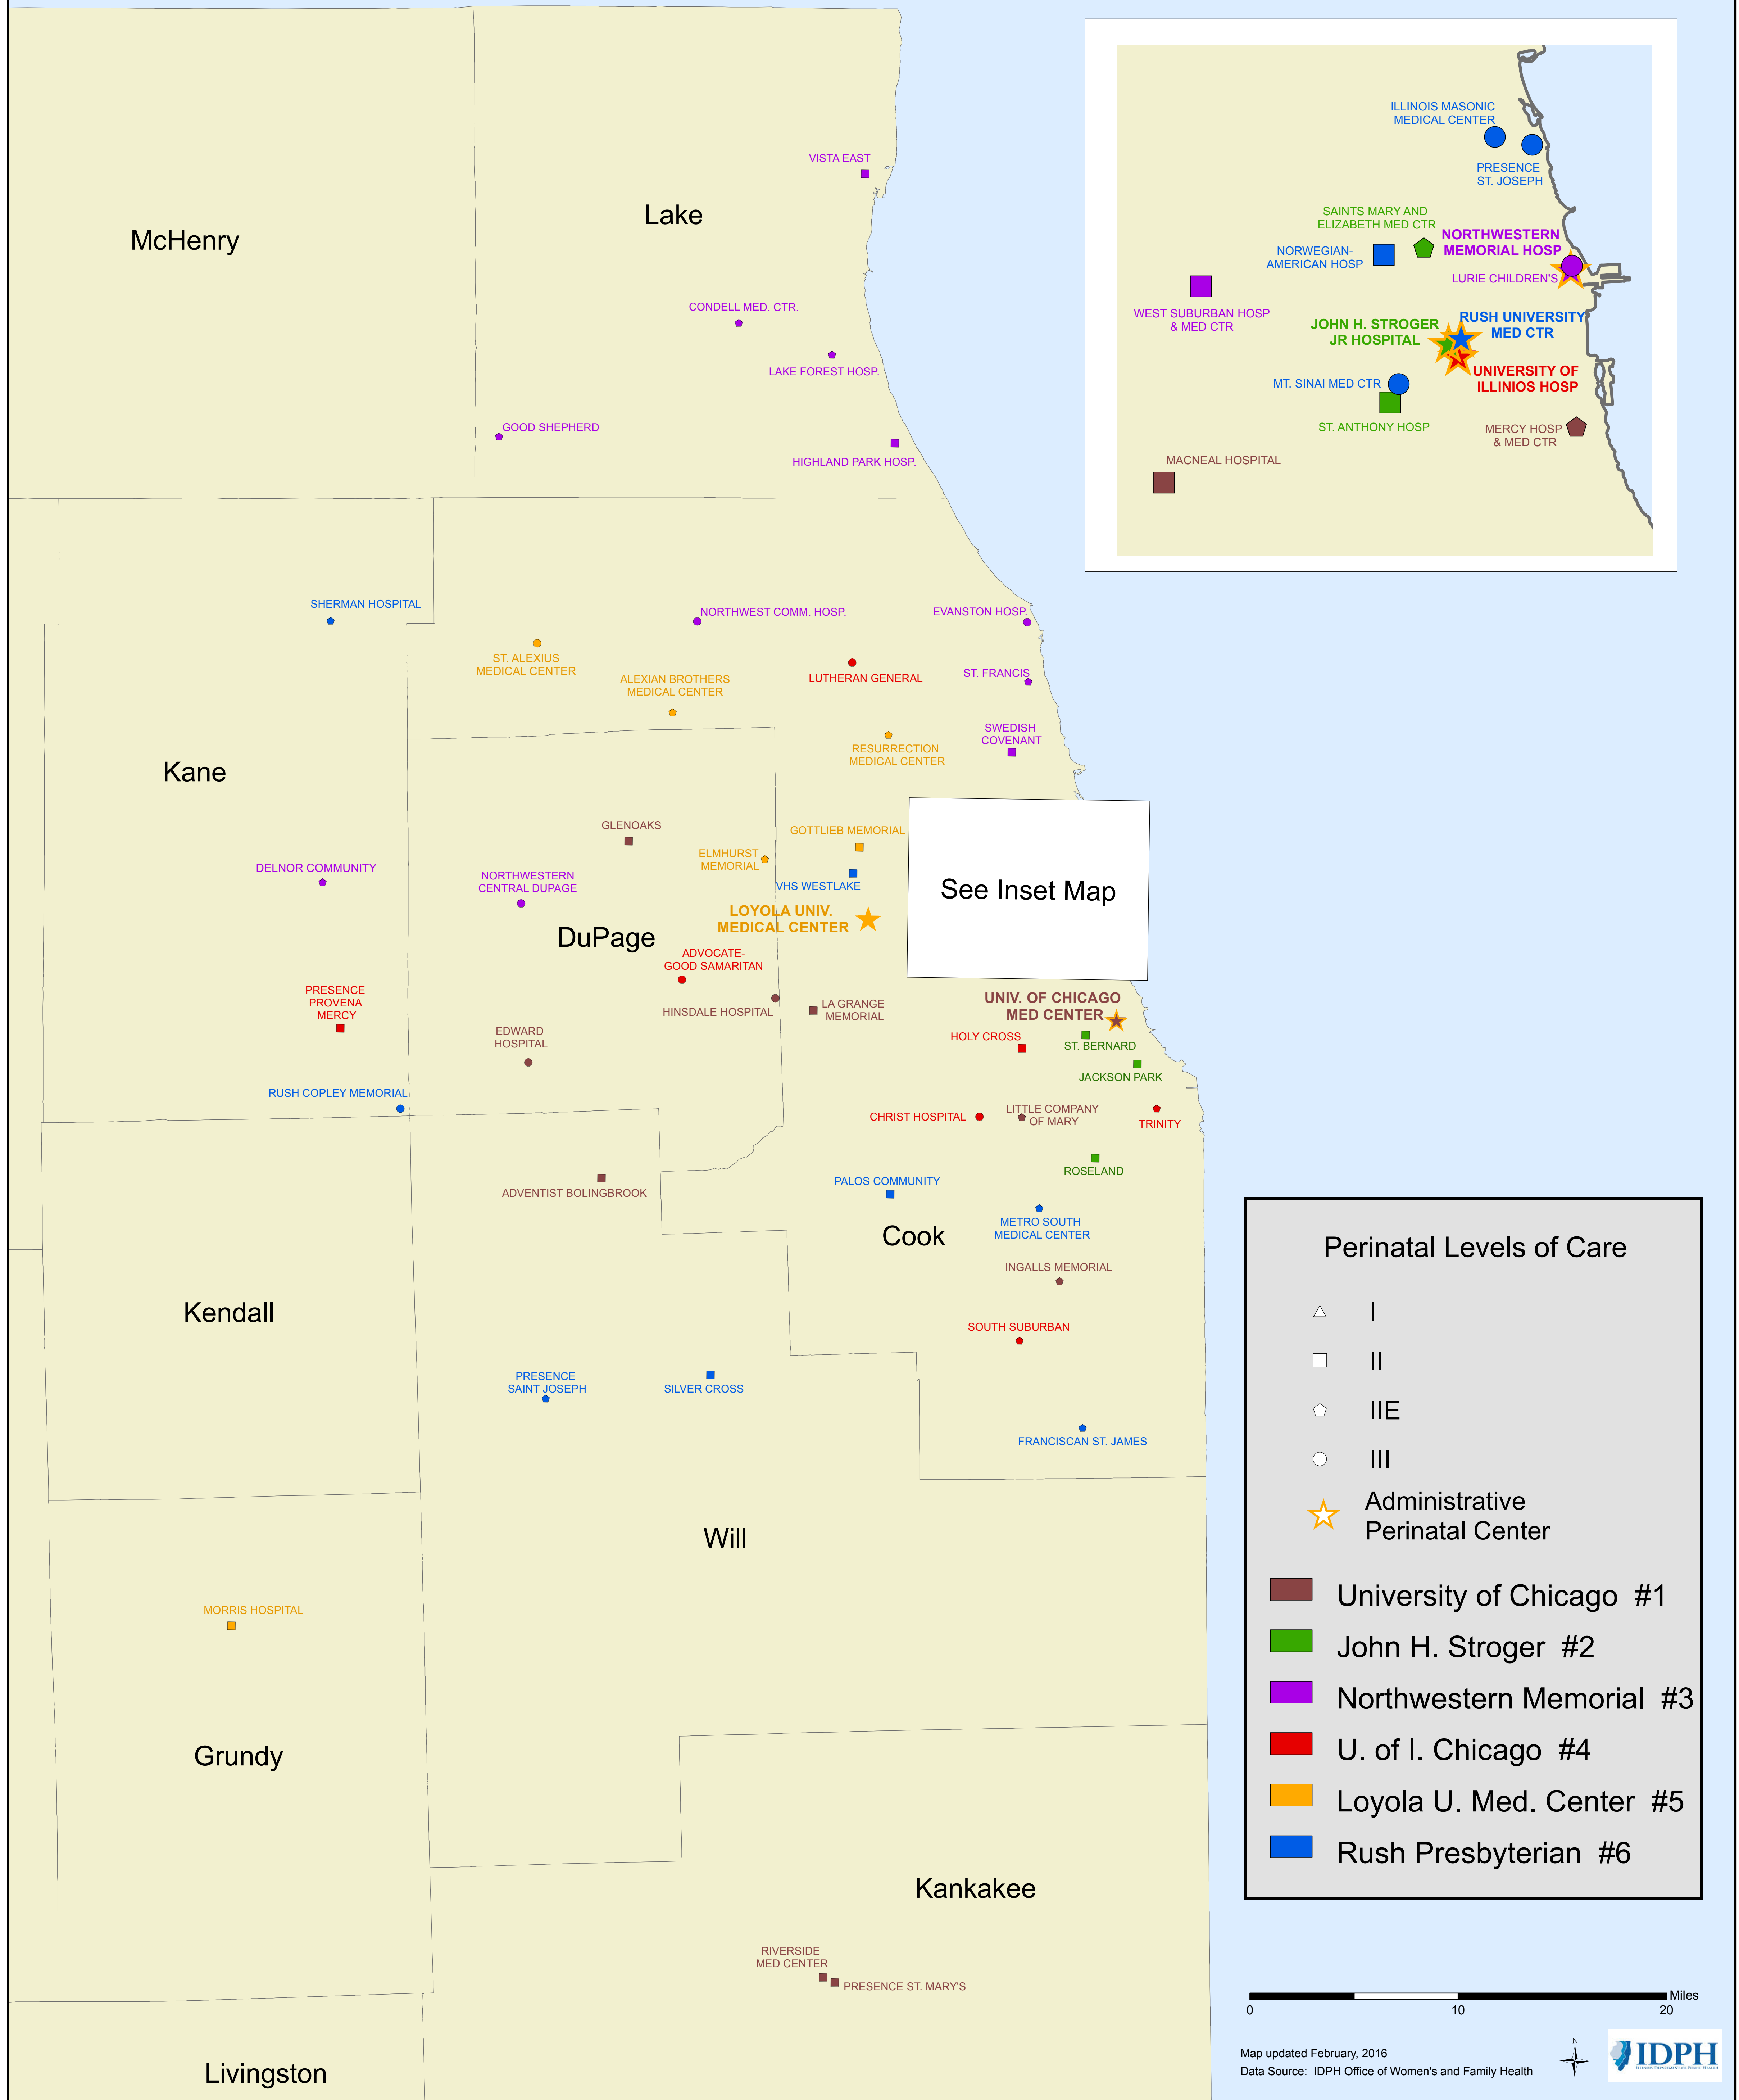 ILLINOIS MASONIC
MEDICAL CENTER
PRESENCE
ST. JOSEPH
SAINTS MARY AND
ELIZABETH MED CTR
NORTHWESTERN
MEMORIAL HOSP
NORWEGIAN-
AMERICAN HOSP
LURIE CHILDREN'S
WEST SUBURBAN HOSP
& MED CTR
JOHN H. STROGER
JR HOSPITAL
RUSH UNIVERSITY
MED CTR
UNIVERSITY OF
ILLINIOS HOSP
MT. SINAI MED CTR
ST. ANTHONY HOSP
MERCY HOSP
& MED CTR
MACNEAL HOSPITAL
VISTA EAST
Lake
McHenry
CONDELL MED. CTR.
LAKE FOREST HOSP.
GOOD SHEPHERD
HIGHLAND PARK HOSP.
SHERMAN HOSPITAL
NORTHWEST COMM. HOSP.
EVANSTON HOSP.
ST. ALEXIUS
MEDICAL CENTER
ALEXIAN BROTHERS
MEDICAL CENTER
LUTHERAN GENERAL
ST. FRANCIS
SWEDISH
COVENANT
RESURRECTION
MEDICAL CENTER
Kane
GLENOAKS
GOTTLIEB MEMORIAL
ELMHURST
MEMORIAL
DELNOR COMMUNITY
NORTHWESTERN
CENTRAL DUPAGE
VHS WESTLAKE
See Inset Map
LOYOLA UNIV.
MEDICAL CENTER
DuPage
ADVOCATE-
GOOD SAMARITAN
PRESENCE
PROVENA
MERCY
HINSDALE HOSPITAL
LA GRANGE
MEMORIAL
UNIV. OF CHICAGO
MED CENTER
EDWARD
HOSPITAL
HOLY CROSS
ST. BERNARD
JACKSON PARK
RUSH COPLEY MEMORIAL
CHRIST HOSPITAL
LITTLE COMPANY
OF MARY
TRINITY
ROSELAND
ADVENTIST BOLINGBROOK
PALOS COMMUNITY
METRO SOUTH
MEDICAL CENTER
Cook
INGALLS MEMORIAL
Kendall
SOUTH SUBURBAN
PRESENCE
SAINT JOSEPH
SILVER CROSS
FRANCISCAN ST. JAMES
Will
MORRIS HOSPITAL
Grundy
Kankakee
RIVERSIDE
MED CENTER
PRESENCE ST. MARY'S
Livingston
Perinatal Levels of Care
I
II
IIE
III
Administrative
Perinatal Center
University of Chicago #1
John H. Stroger #2
Northwestern Memorial #3
U. of I. Chicago #4
Loyola U. Med. Center #5
Rush Presbyterian #6
Miles
0 10 20
Map updated February, 2016
Data Source: IDPH Office of Women's and Family Health
N
IDPH
ILLINOIS DEPARTMENT OF PUBLIC HEALTH